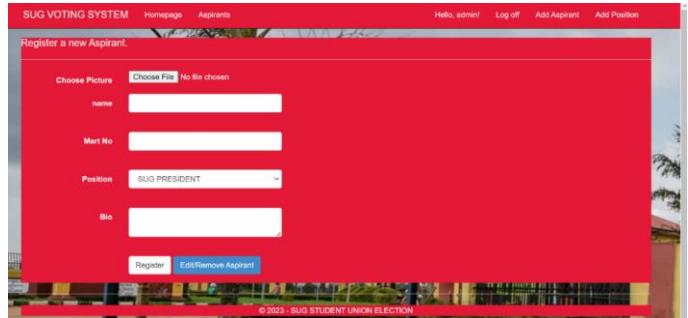 SUG VOTING SYSTEM Homepage Aspirants Hello, admin! Log off Add Aspirant Add Position
Register a new Aspirant.
Choose Picture Choose File No file chosen
name
Mart No
Position SUG PRESIDENT
Bio
Register Edit/Remove Aspirant
© 2023 - SUG STUDENT UNION ELECTION